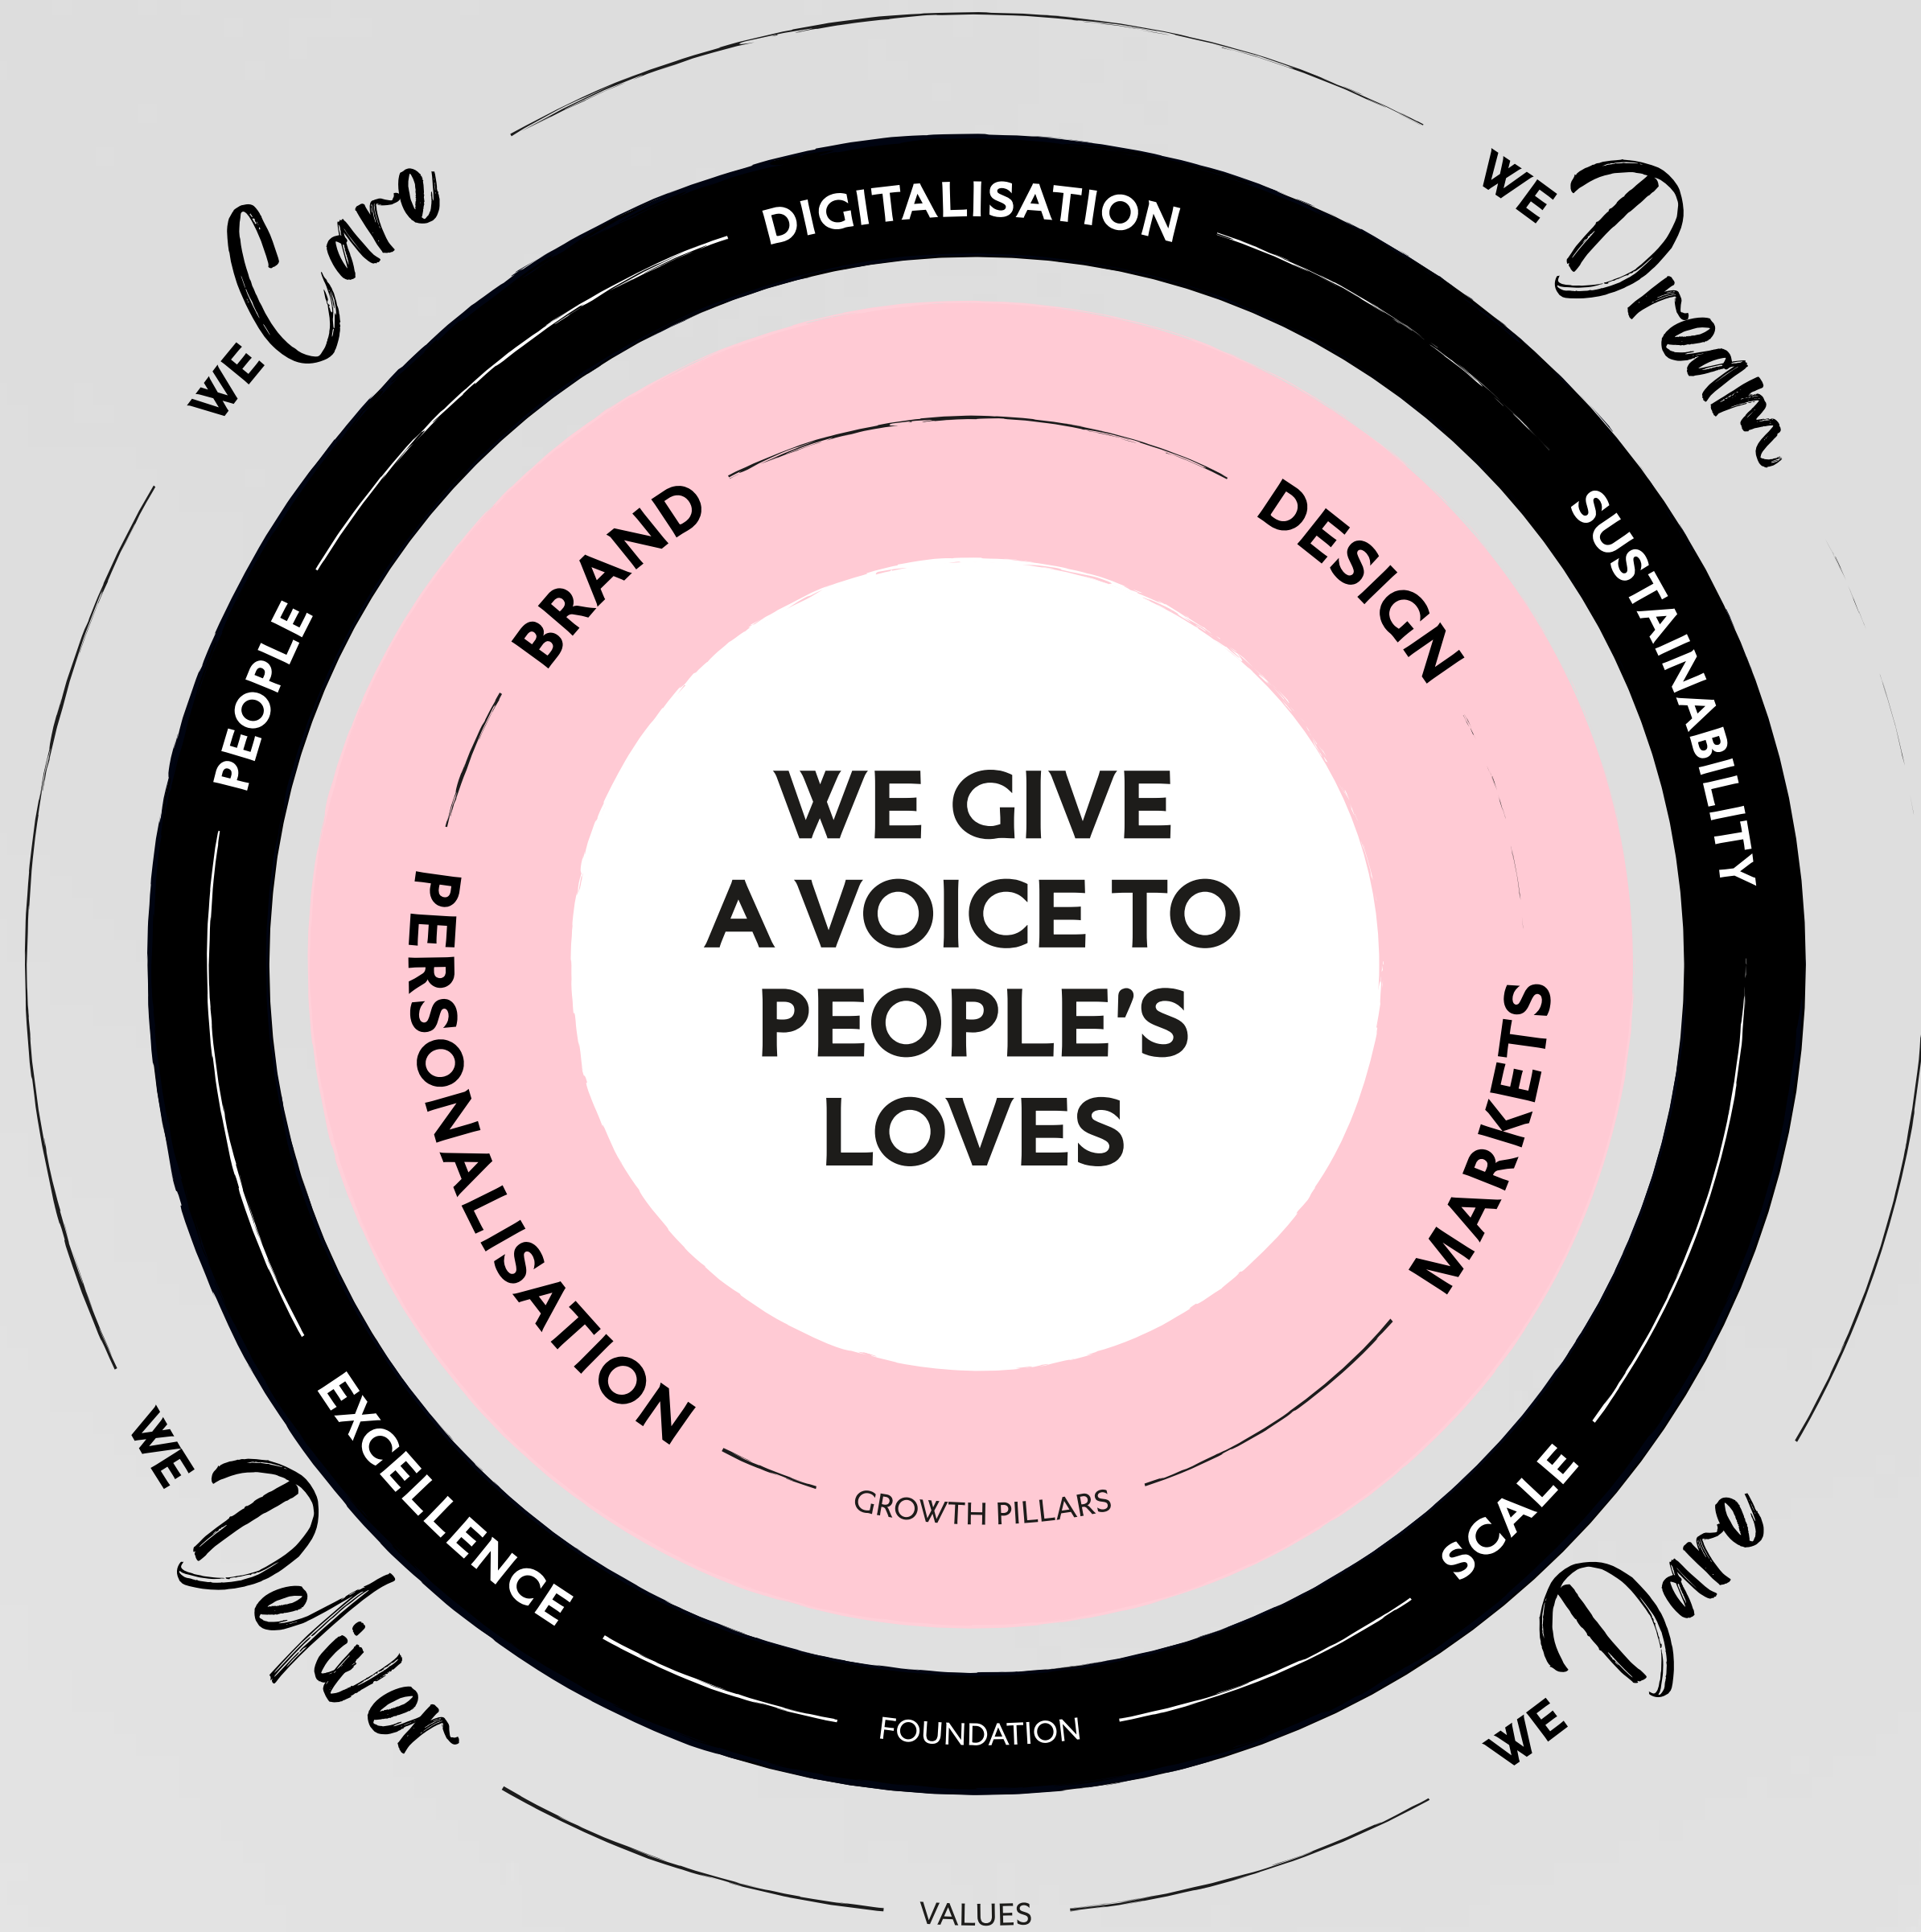 WE Care
WE Dream
WE Dare
WE Deliver
VALUES
DIGITALISATION
SUSTAINABILITY
SCALE
EXCELLENCE
PEOPLE
FOUNDATION
BRAND
DESIGN
MARKETS
PERSONALISATION
GROWTH PILLARS
WE GIVE
A VOICE TO
PEOPLE'S
LOVES